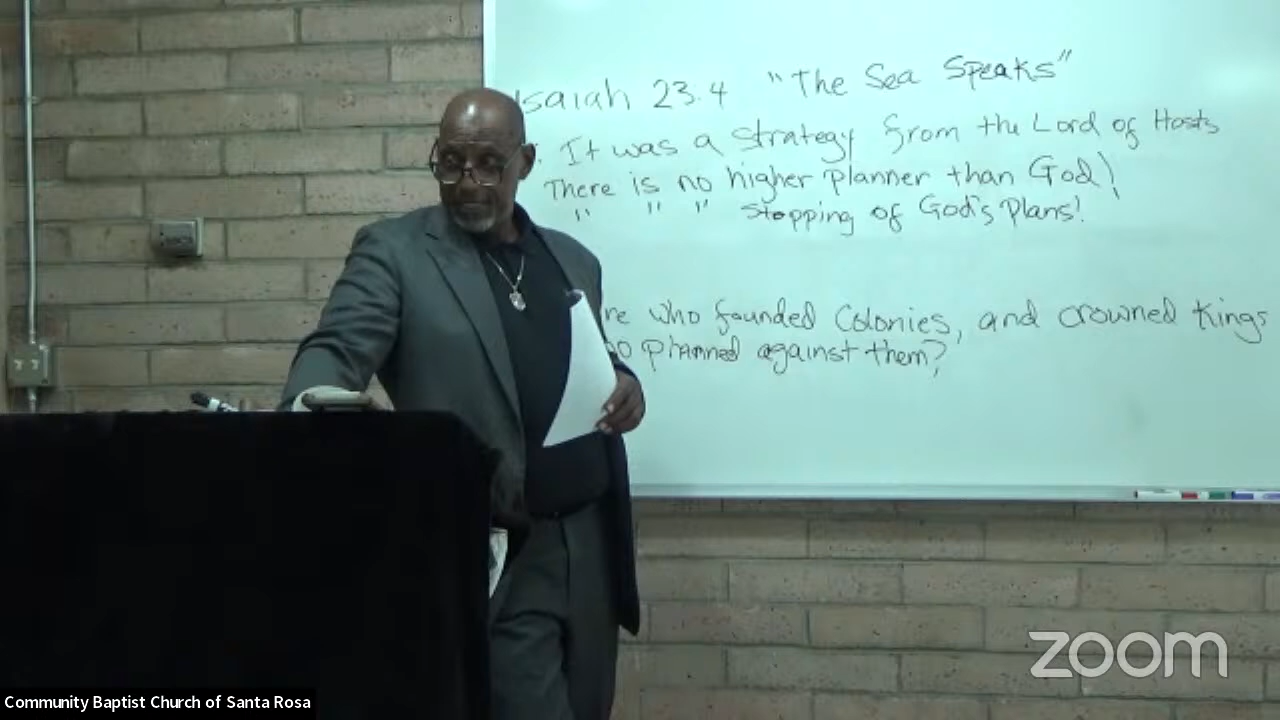 Isaiah 23.4 "The Sea Speaks"
It was a strategy from the Lord of Hosts
There is no higher planner than God!
" " " stopping of God's Plans!
who founded Colonies, and crowned Kings
planned against them?
zoom
Community Baptist Church of Santa Rosa